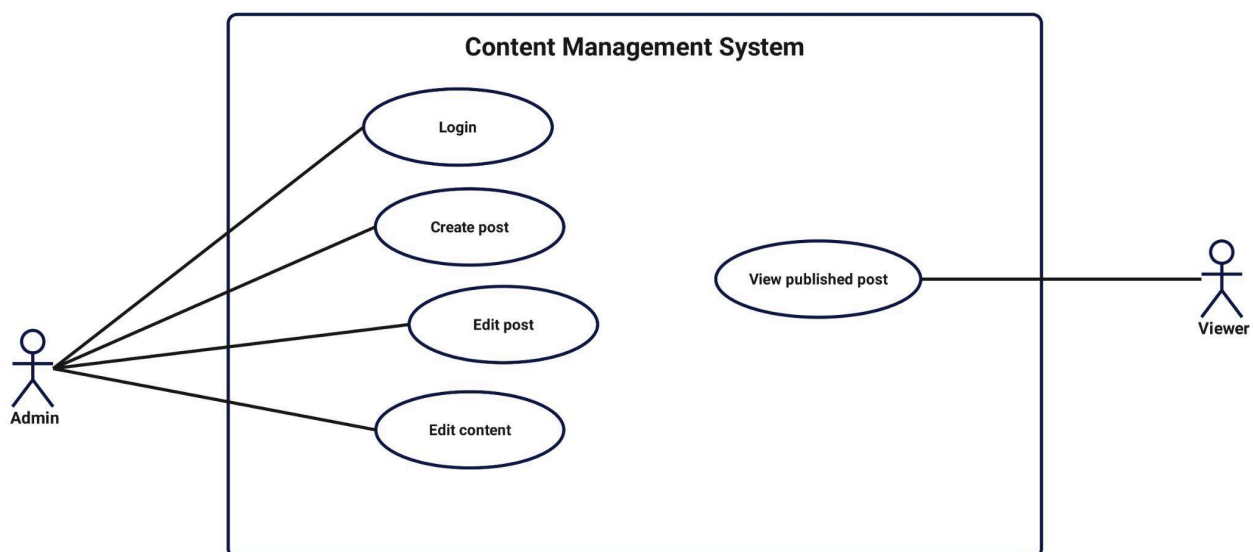 Content Management System
Login
Create post
View published post
Edit post
Viewer
Admin
Edit content